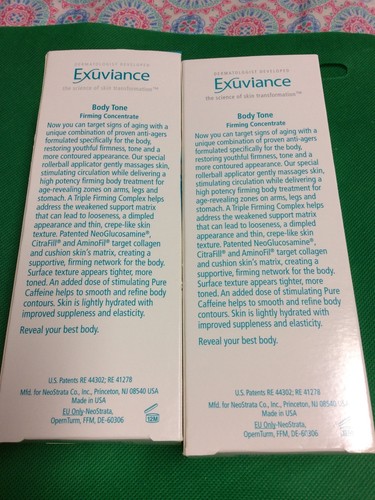 DERMATOLOGIST DEVELOPED
Exuviance
the science of skin transformation™
Body Tone
Firming Concentrate
Now you can target signs of aging with a
unique combination of proven anti-agers
formulated specifically for the body,
restoring youthful firmness, tone and a
more contoured appearance. Our special
rollerball applicator gently massages skin,
stimulating circulation while delivering a
high potency firming body treatment for
age-revealing zones on arms, legs and
stomach. A Triple Firming Complex helps
address the weakened support matrix
that can lead to looseness, a dimpled
appearance and thin, crepe-like skin
texture. Patented NeoGlucosamine®,
CitraFill® and AminoFil® target collagen
and cushion skin's matrix, creating a
supportive, firming network for the body.
Surface texture appears tighter, more
toned. An added dose of stimulating Pure
Caffeine helps to smooth and refine body
contours. Skin is lightly hydrated with
improved suppleness and elasticity.
Reveal your best body.
U.S. Patents RE 44302; RE 41278
Mfd. for NeoStrata Co., Inc., Princeton, NJ 08540 USA
Made in USA
EU Only-NeoStrata,
OpernTurm, FFM, DE-60306
12M
DERMATOLOGIST DEVELOPED
Exuviance
the science of skin transformation™
Body Tone
Firming Concentrate
Now you can target signs of aging with a
unique combination of proven anti-agers
formulated specifically for the body,
restoring youthful firmness, tone and a
more contoured appearance. Our special
rollerball applicator gently massages skin,
stimulating circulation while delivering a
high potency firming body treatment for
age-revealing zones on arms, legs and
stomach. A Triple Firming Complex helps
address the weakened support matrix
that can lead to looseness, a dimpled
appearance and thin, crepe-like skin
texture. Patented NeoGlucosamine®,
CitraFill® and AminoFil® target collagen
and cushion skin's matrix, creating a
supportive, firming network for the body.
Surface texture appears tighter, more
toned. An added dose of stimulating Pure
Caffeine helps to smooth and refine body
contours. Skin is lightly hydrated with
improved suppleness and elasticity.
Reveal your best body.
U.S. Patents RE 44302; RE 41278
Mfd. for NeoStrata Co., Inc., Princeton, NJ 08540 USA
Made in USA
EU Only-NeoStrata,
OpernTurm, FFM, DE-60306
12M